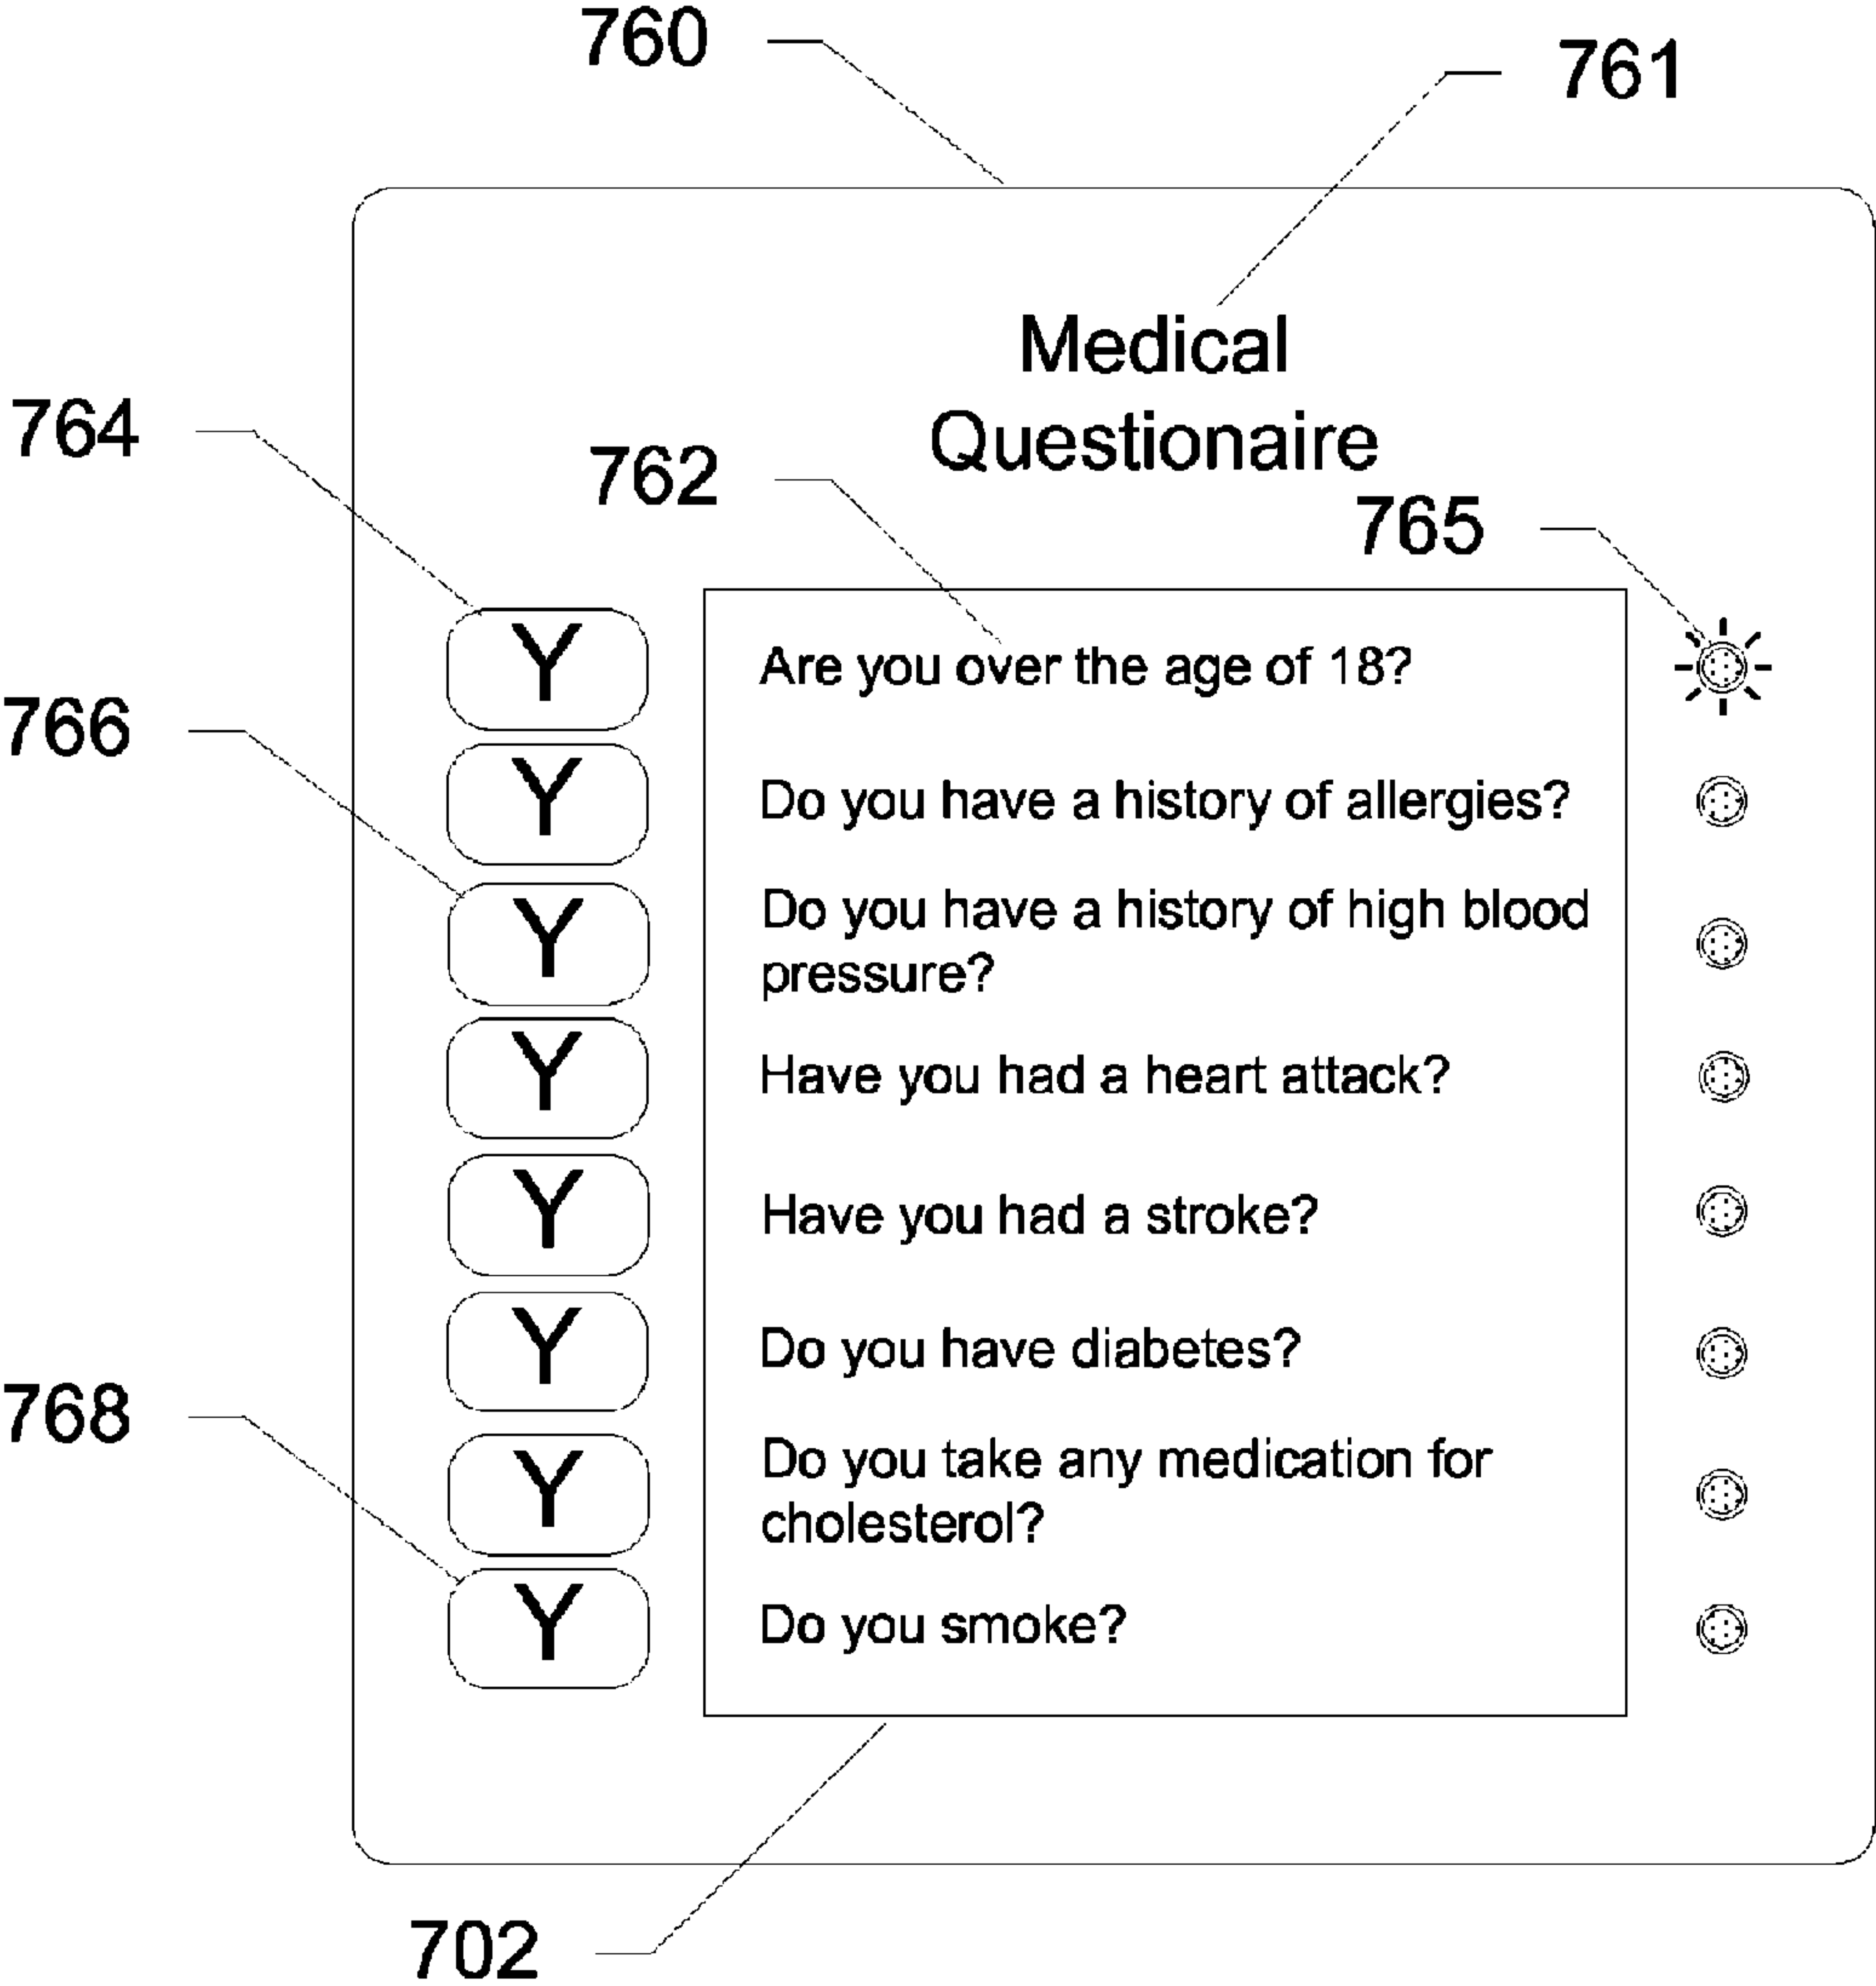 760
761
Medical
Questionaire
764
762
765
Y Are you over the age of 18?
766
Y Do you have a history of allergies?
Y Do you have a history of high blood
pressure?
Y Have you had a heart attack?
Y Have you had a stroke?
Y Do you have diabetes?
768
Y Do you take any medication for
cholesterol?
Y Do you smoke?
702